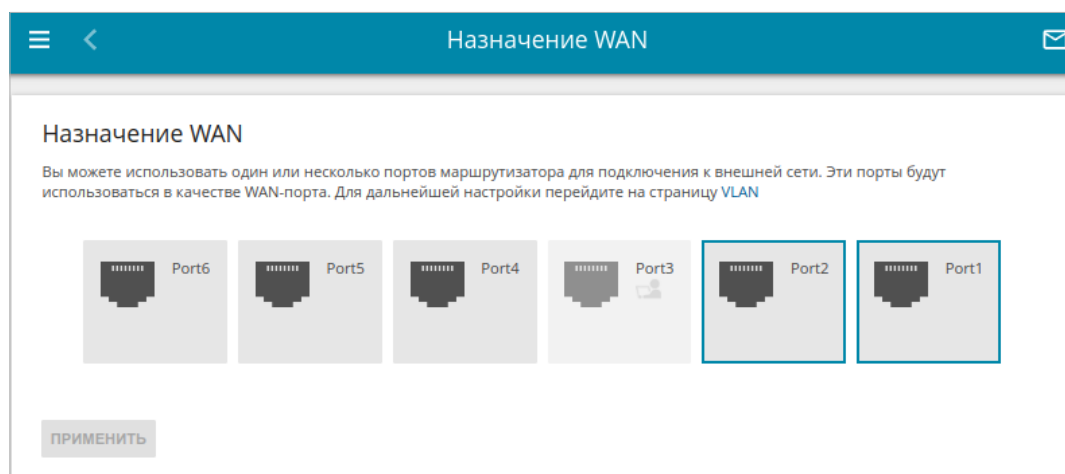 Назначение WAN
Назначение WAN
Вы можете использовать один или несколько портов маршрутизатора для подключения к внешней сети. Эти порты будут
использоваться в качестве WAN-порта. Для дальнейшей настройки перейдите на страницу VLAN
Port6 Port5 Port4 Port3 Port2 Port1
ПРИМЕНИТЬ